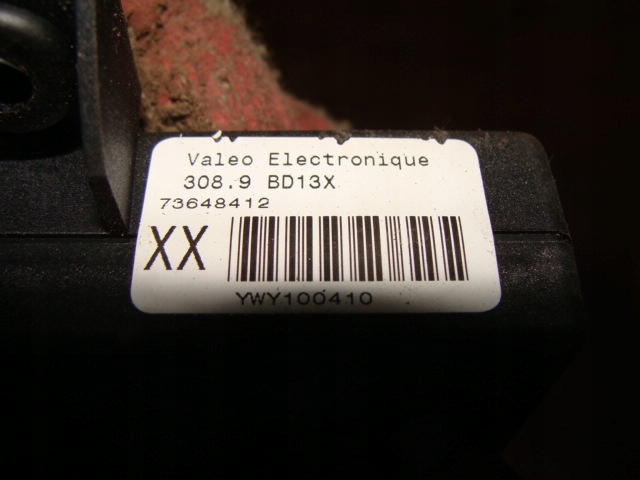 Valeo Electronique
308.9 BD13X
73648412
XX
YWY100410